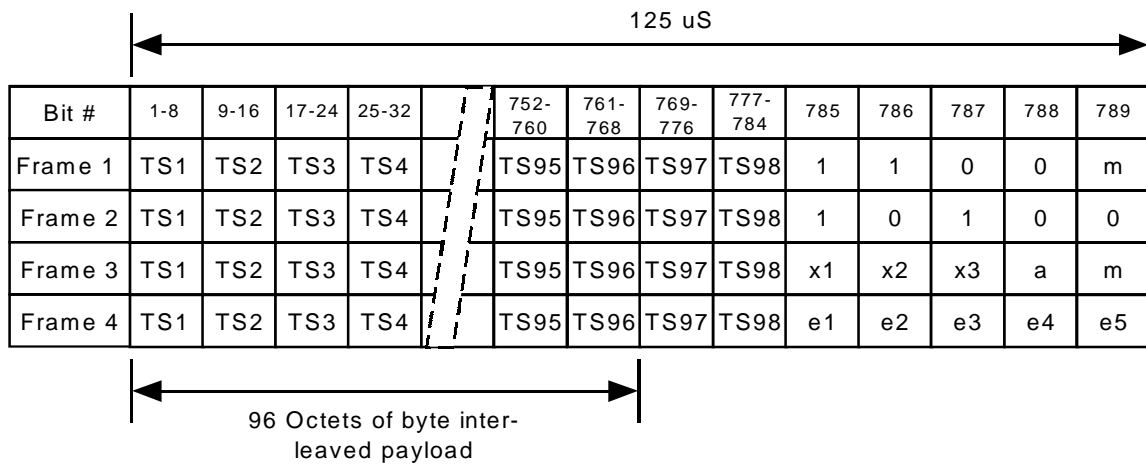 125 uS
Bit # 1-8 9-16 17-24 25-32 752-760 761-768 769-776 777-784 785 786 787 788 789
Frame 1 TS1 TS2 TS3 TS4 TS95 TS96 TS97 TS98 1 1 0 0 m
Frame 2 TS1 TS2 TS3 TS4 TS95 TS96 TS97 TS98 1 0 1 0 0
Frame 3 TS1 TS2 TS3 TS4 TS95 TS96 TS97 TS98 x1 x2 x3 a m
Frame 4 TS1 TS2 TS3 TS4 TS95 TS96 TS97 TS98 e1 e2 e3 e4 e5
96 Octets of byte inter-
leaved payload